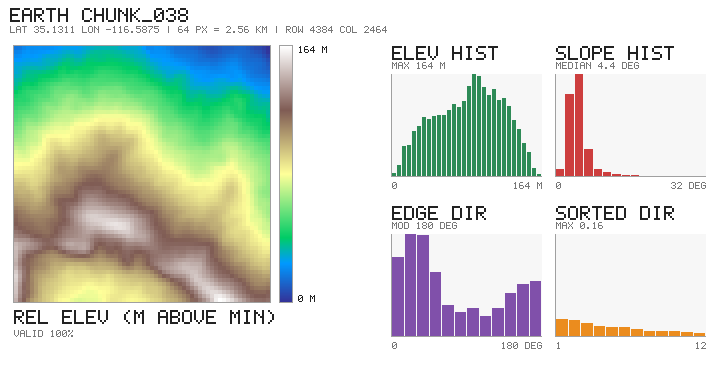 EARTH CHUNK_038
LAT 35.1311 LON -116.5875 | 64 PX = 2.56 KM | ROW 4384 COL 2464
164 M
0 M
REL ELEV (M ABOVE MIN)
VALID 100%
ELEV HIST
MAX 164 M
0 164 M
SLOPE HIST
MEDIAN 4.4 DEG
0 32 DEG
EDGE DIR
MOD 180 DEG
0 180 DEG
SORTED DIR
MAX 0.16
1 12